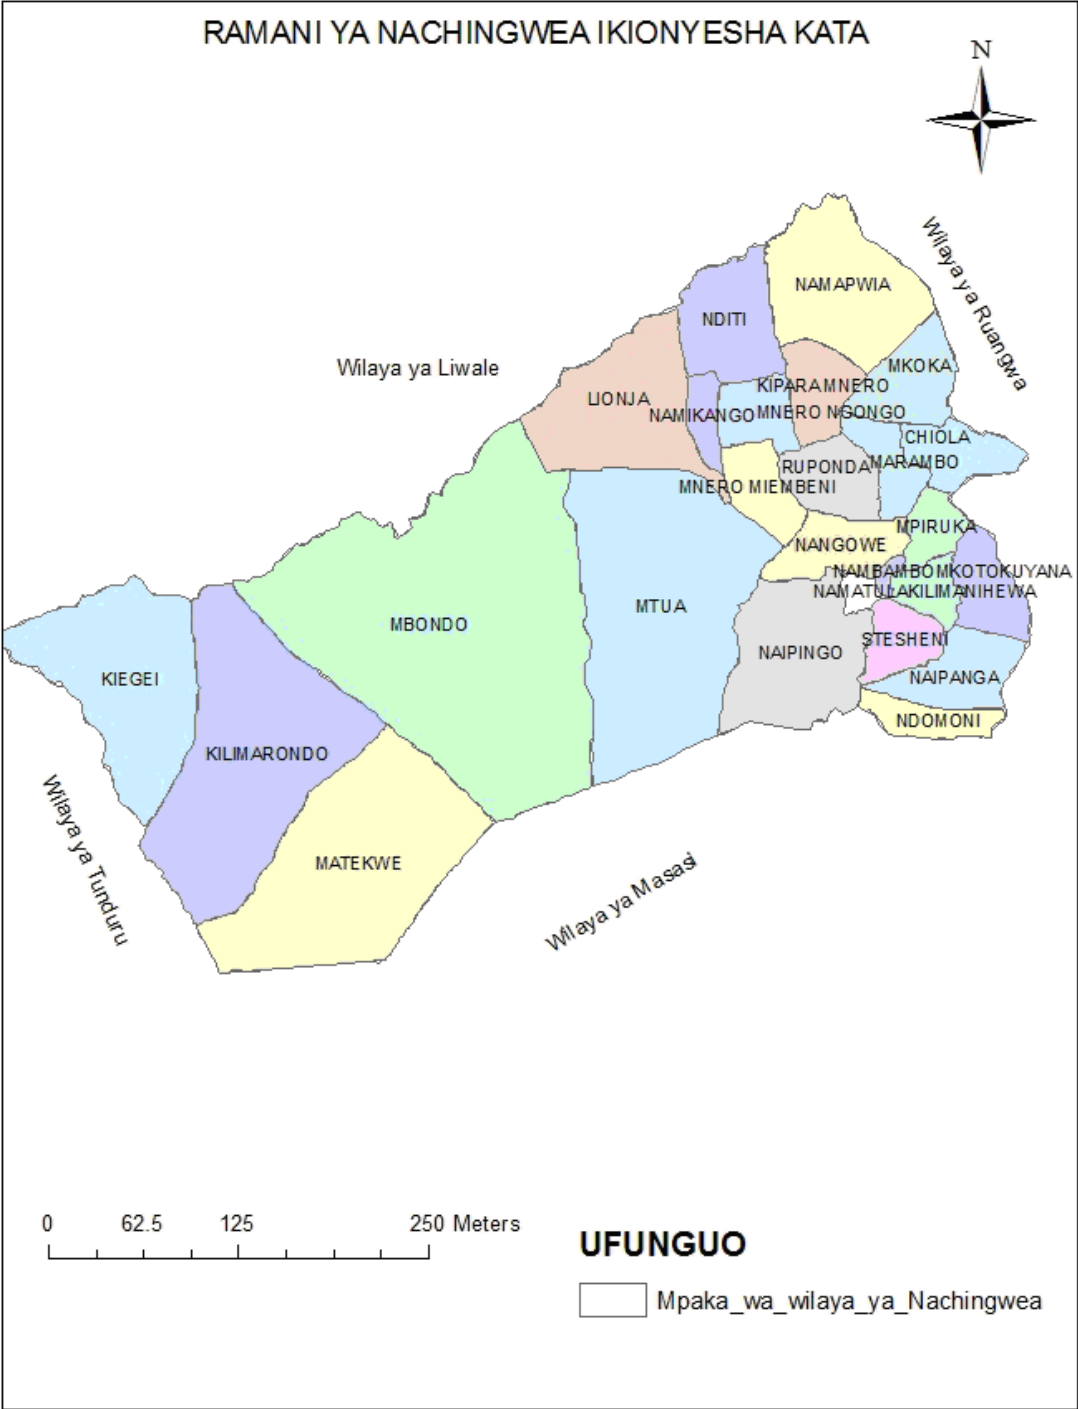 RAMANI YA NACHINGWEA IKIONYESHA KATA
N
Wilaya ya Ruangwa
NAMAPWIA
NDITI
Wilaya ya Liwale
MKOKA
KIPARAMNERO
LIONJA
NAMIKANGO
MNERO NGONGO
CHIOLA
MARAMBO
RUPONDA
MNERO MIEMBENI
MPIRUKA
NANGOWE
NAMBAMBO
MKOTOKUYANA
NAMATULA
KILIMANIHEWA
MTUA
MBONDO
STESHENI
NAIPINGO
KIEGEI
NAIPANGA
NDOMONI
KILIMARONDO
Wilaya ya Tunduru
MATEKWE
Wilaya ya Masasi
0 62.5 125 250 Meters
UFUNGUO
Mpaka_wa_wilaya_ya_Nachingwea